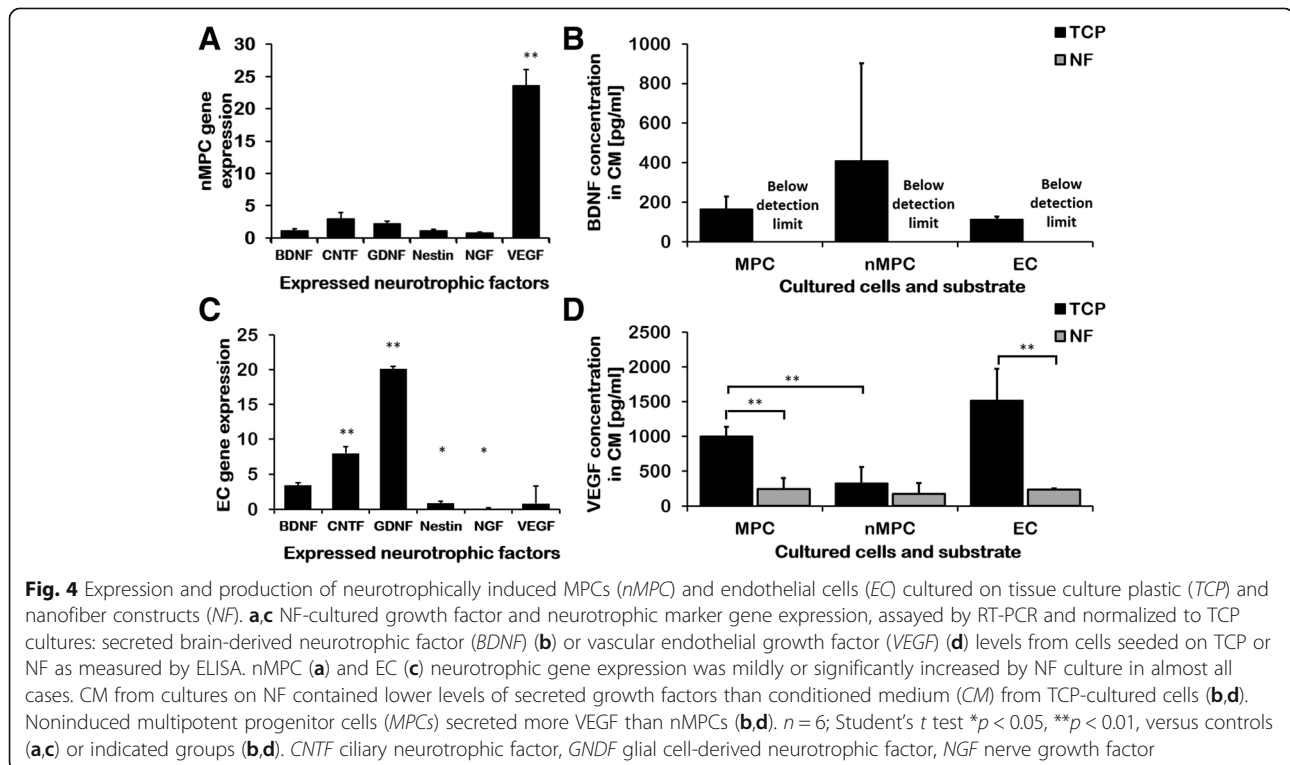 A
30
25
20
15
10
5
0
nMPC gene
expression
**
BDNF CNTF GDNF Nestin NGF VEGF
Expressed neurotrophic factors
B
1000
800
600
400
200
0
BDNF concentration
in CM [pg/ml]
TCP
NF
Below
detection
limit
Below
detection
limit
Below
detection
limit
MPC nMPC EC
Cultured cells and substrate
C
25
20
15
10
5
0
EC gene expression
**
**
*
*
BDNF CNTF GDNF Nestin NGF VEGF
Expressed neurotrophic factors
D
2500
2000
1500
1000
500
0
VEGF concentration
in CM [pg/ml]
TCP
NF
**
**
**
MPC nMPC EC
Cultured cells and substrate
Fig. 4 Expression and production of neurotrophically induced MPCs (nMPC) and endothelial cells (EC) cultured on tissue culture plastic (TCP) and
nanofiber constructs (NF). a,c NF-cultured growth factor and neurotrophic marker gene expression, assayed by RT-PCR and normalized to TCP
cultures: secreted brain-derived neurotrophic factor (BDNF) (b) or vascular endothelial growth factor (VEGF) (d) levels from cells seeded on TCP or
NF as measured by ELISA. nMPC (a) and EC (c) neurotrophic gene expression was mildly or significantly increased by NF culture in almost all
cases. CM from cultures on NF contained lower levels of secreted growth factors than conditioned medium (CM) from TCP-cultured cells (b,d).
Noninduced multipotent progenitor cells (MPCs) secreted more VEGF than nMPCs (b,d). n = 6; Student's t test *p < 0.05, **p < 0.01, versus controls
(a,c) or indicated groups (b,d). CNTF ciliary neurotrophic factor, GNDF glial cell-derived neurotrophic factor, NGF nerve growth factor